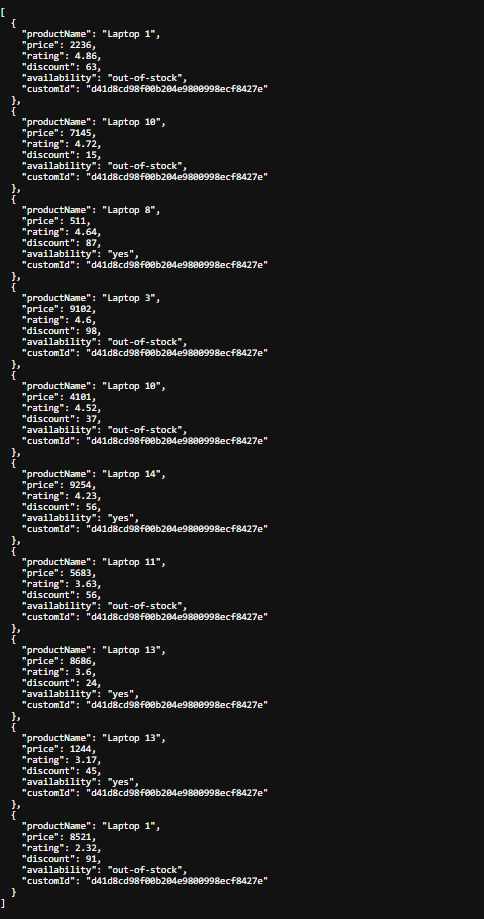 [
  {
    "productName": "Laptop 1",
    "price": 2236,
    "rating": 4.86,
    "discount": 63,
    "availability": "out-of-stock",
    "customId": "d41d8cd98f00b204e9800998ecf8427e"
  },
  {
    "productName": "Laptop 10",
    "price": 7145,
    "rating": 4.72,
    "discount": 15,
    "availability": "out-of-stock",
    "customId": "d41d8cd98f00b204e9800998ecf8427e"
  },
  {
    "productName": "Laptop 8",
    "price": 511,
    "rating": 4.64,
    "discount": 87,
    "availability": "yes",
    "customId": "d41d8cd98f00b204e9800998ecf8427e"
  },
  {
    "productName": "Laptop 3",
    "price": 9102,
    "rating": 4.6,
    "discount": 98,
    "availability": "out-of-stock",
    "customId": "d41d8cd98f00b204e9800998ecf8427e"
  },
  {
    "productName": "Laptop 10",
    "price": 4101,
    "rating": 4.52,
    "discount": 37,
    "availability": "out-of-stock",
    "customId": "d41d8cd98f00b204e9800998ecf8427e"
  },
  {
    "productName": "Laptop 14",
    "price": 9254,
    "rating": 4.23,
    "discount": 56,
    "availability": "yes",
    "customId": "d41d8cd98f00b204e9800998ecf8427e"
  },
  {
    "productName": "Laptop 11",
    "price": 5683,
    "rating": 3.63,
    "discount": 56,
    "availability": "out-of-stock",
    "customId": "d41d8cd98f00b204e9800998ecf8427e"
  },
  {
    "productName": "Laptop 13",
    "price": 8686,
    "rating": 3.6,
    "discount": 24,
    "availability": "yes",
    "customId": "d41d8cd98f00b204e9800998ecf8427e"
  },
  {
    "productName": "Laptop 13",
    "price": 1244,
    "rating": 3.17,
    "discount": 45,
    "availability": "yes",
    "customId": "d41d8cd98f00b204e9800998ecf8427e"
  },
  {
    "productName": "Laptop 1",
    "price": 8521,
    "rating": 2.32,
    "discount": 91,
    "availability": "out-of-stock",
    "customId": "d41d8cd98f00b204e9800998ecf8427e"
  }
]